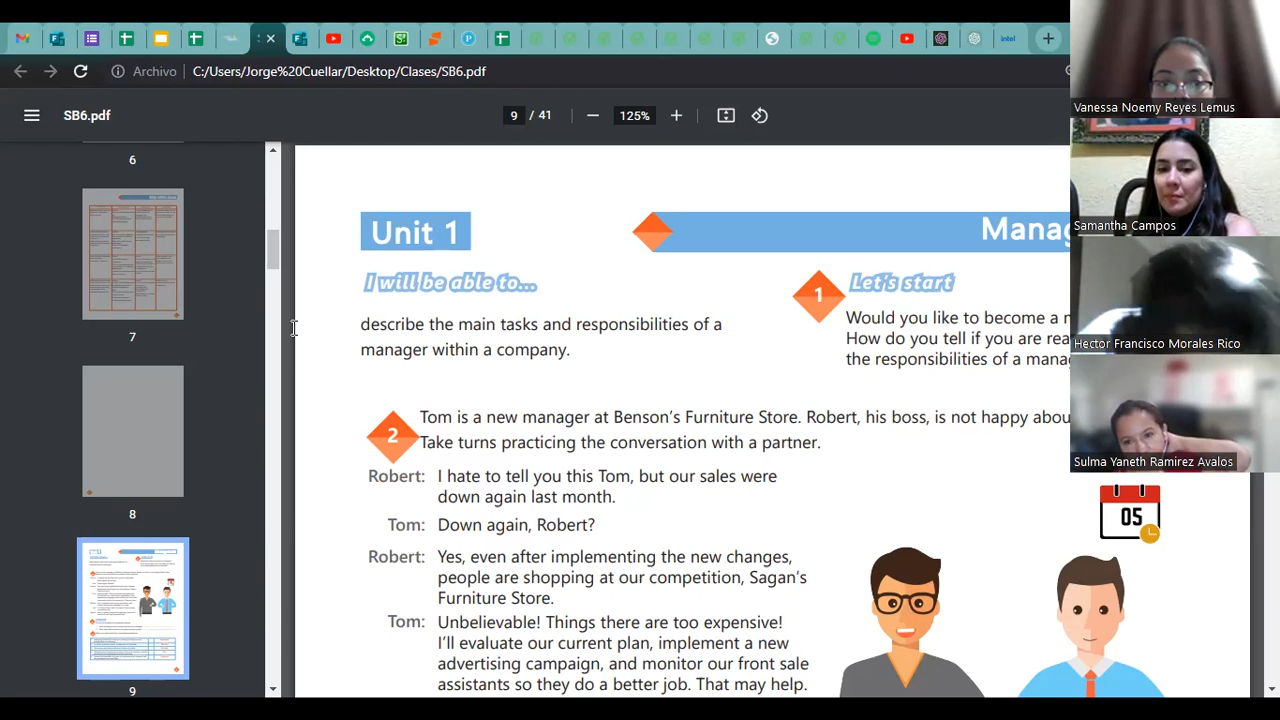 Archivo
C:/Users/Jorge%20Cuellar/Desktop/Clases/SB6.pdf
SB6.pdf
9 / 41
125%
6
7
8
9
Unit 1
I will be able to...
describe the main tasks and responsibilities of a
manager within a company.
1
Let's start
Would you like to become a
How do you tell if you are
the responsibilities of a
2
Tom is a new manager at Benson's Furniture Store. Robert, his boss, is not happy
Take turns practicing the conversation with a partner.
Robert: I have to tell you this Tom, but our sales were
down again last month.
Tom: Down again, Robert?
Robert: Yes, even after implementing the new changes,
people are shopping at our competition, Sagan's
Furniture Store.
Tom: Unbelievable! Things there are too expensive!
I'll evaluate our current plan, implement a new
advertising campaign, and monitor our front sale
assistants so they do a better job. That may help.
05
intel
Vanessa Noemy Reyes Lemus
Samantha Campos
Hector Francisco Morales Rico
Sulma Yaneth Ramirez Avalos